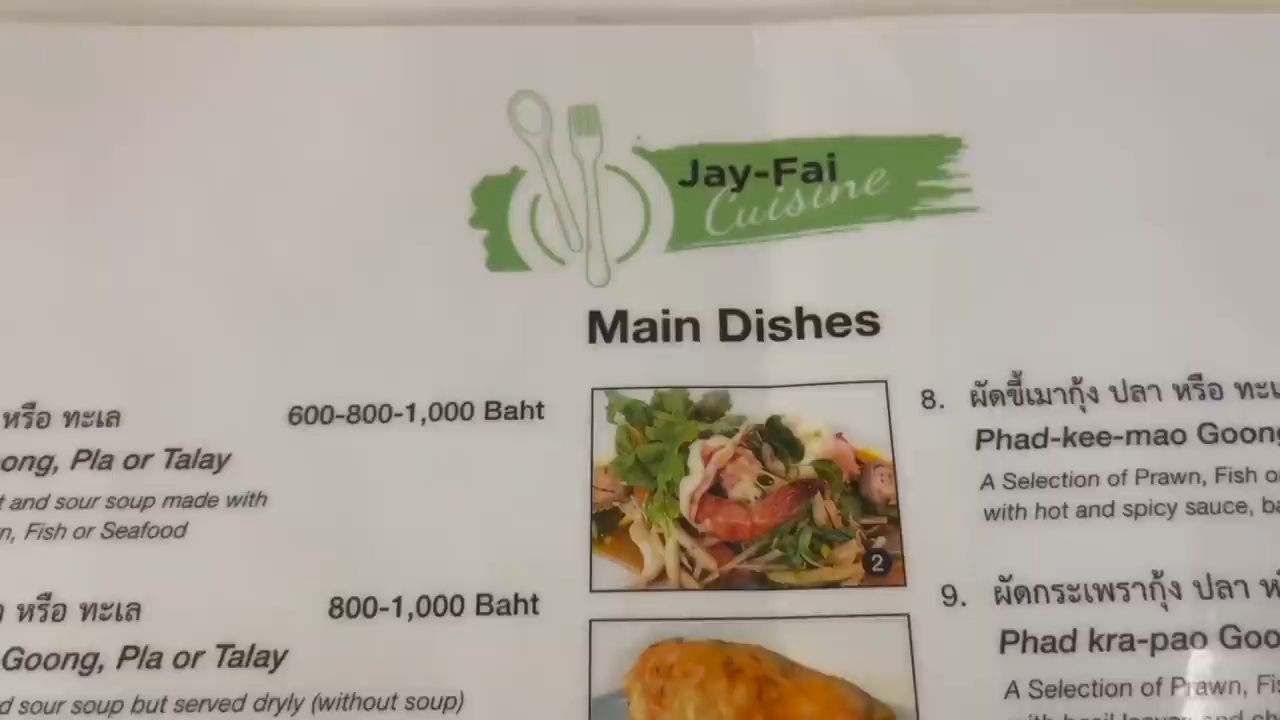 Jay-Fai
Cuisine
Main Dishes
หรือ ทะเล 600-800-1,000 Baht
ong, Pla or Talay
and sour soup made with
Fish or Seafood
หรือ ทะเล 800-1,000 Baht
Goong, Pla or Talay
sour soup but served dryly (without soup)
2
8. ผัดขี้เมากุ้ง ปลา หรือ ทะเ
Phad-kee-mao Goong
A Selection of Prawn, Fish o
with hot and spicy sauce, ba
9. ผัดกระเพรากุ้ง ปลา ห
Phad kra-pao Goo
A Selection of Prawn, Fis